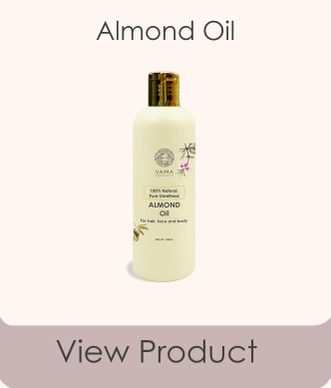 Almond Oil
VAMA
100% Natural,
Pure Unrefined
ALMOND
Oil
For hair, face and body
View Product